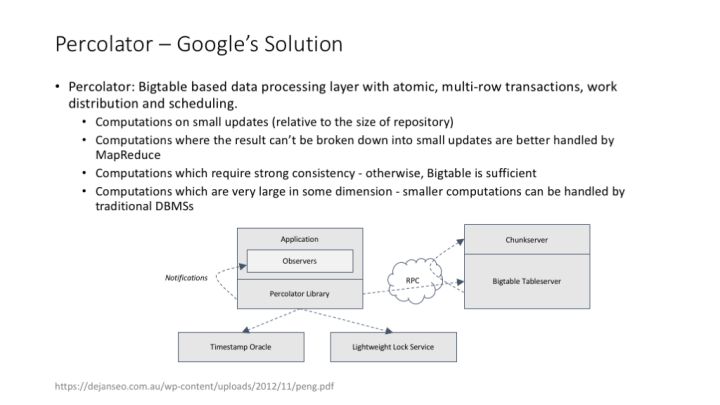 Percolator – Google's Solution
• Percolator: Bigtable based data processing layer with atomic, multi-row transactions, work
distribution and scheduling.
• Computations on small updates (relative to the size of repository)
• Computations where the result can't be broken down into small updates are better handled by
MapReduce
• Computations which require strong consistency - otherwise, Bigtable is sufficient
• Computations which are very large in some dimension - smaller computations can be handled by
traditional DBMSs
Application
Observers
Notifications
Percolator Library
RPC
Chunkserver
Bigtable Tableserver
Timestamp Oracle
Lightweight Lock Service
https://dejanseo.com.au/wp-content/uploads/2012/11/peng.pdf